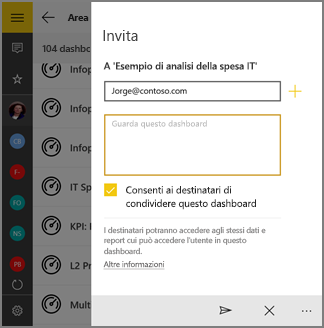 Area
104 dashbo
Infop
Infop
Infop
IT Sp
KPI: I
L2 Pr
Mult
CB
F-
FO
NS
PB
Invita
A 'Esempio di analisi della spesa IT'
Jorge@contoso.com
Guarda questo dashboard
Consenti ai destinatari di
condividere questo dashboard
I destinatari potranno accedere agli stessi dati e
report cui può accedere l'utente in questo
dashboard.
Altre informazioni